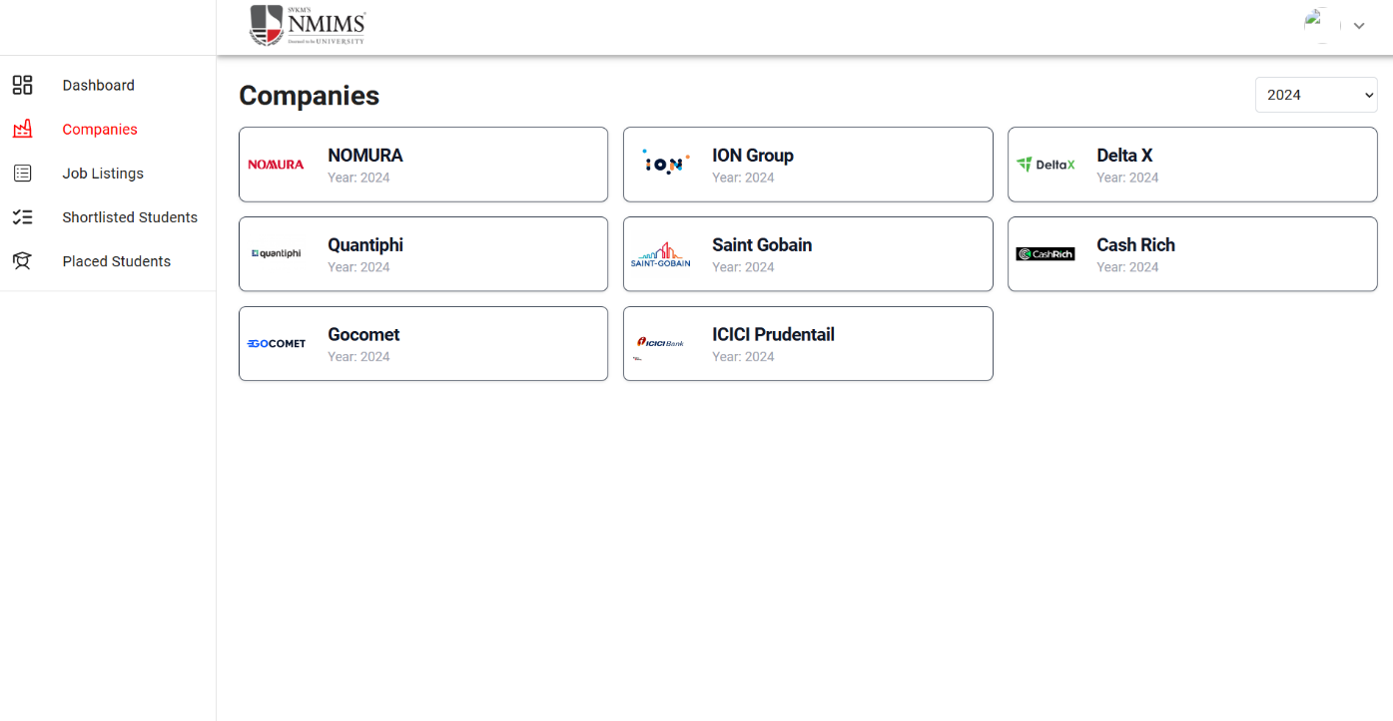 SVKM'S
NMIMS
Deemed to be UNIVERSITY
Dashboard
Companies
Job Listings
Shortlisted Students
Placed Students
Companies
2024
NOMURA
NOMURA
Year: 2024
ION
ION Group
Year: 2024
DeltaX
Delta X
Year: 2024
quantiphi
Quantiphi
Year: 2024
SAINT-GOBAIN
Saint Gobain
Year: 2024
CashRich
Cash Rich
Year: 2024
GOCOMET
Gocomet
Year: 2024
ICICI Bank
ICICI Prudentail
Year: 2024